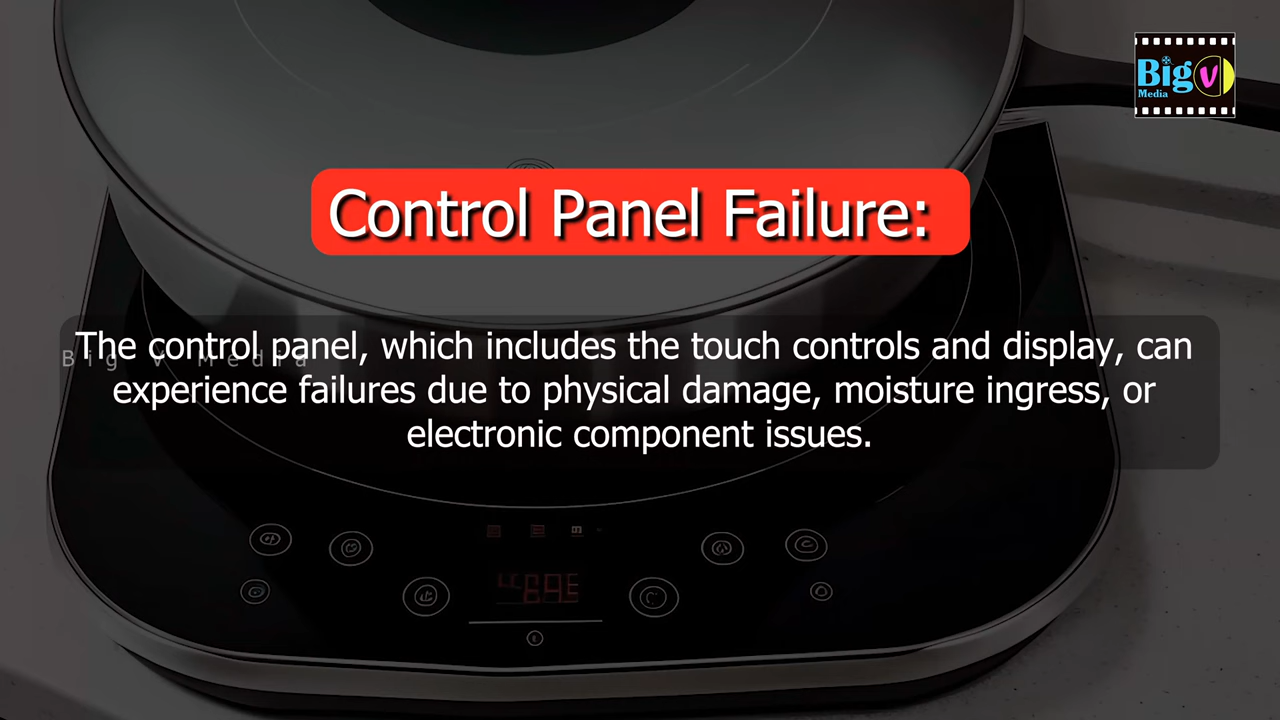 Big V
Media
Control Panel Failure:
The control panel, which includes the touch controls and display, can
Big V Media
experience failures due to physical damage, moisture ingress, or
electronic component issues.